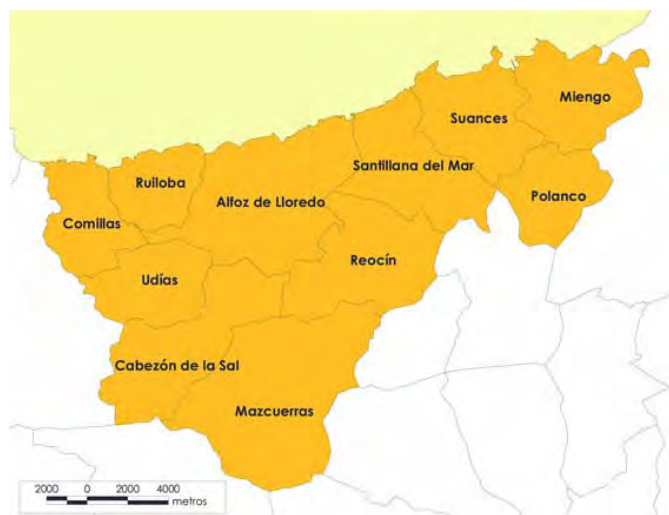 Miengo
Suances
Santillana del Mar
Ruiloba
Polanco
Alfoz de Lloredo
Comillas
Reocín
Udías
Cabezón de la Sal
Mazcuerras
2000 0 2000 4000
metros